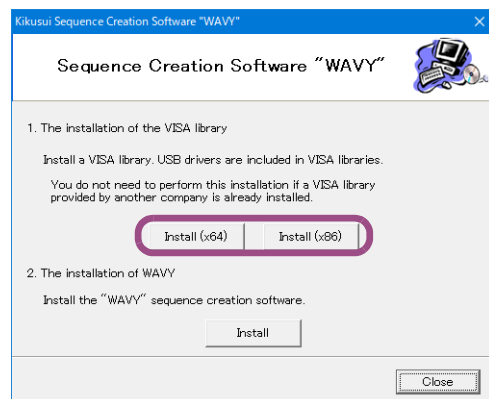 Kikusui Sequence Creation Software "WAVY"
Sequence Creation Software "WAVY"
1. The installation of the VISA library
Install a VISA library. USB drivers are included in VISA libraries.
You do not need to perform this installation if a VISA library
provided by another company is already installed.
Install (x64) Install (x86)
2. The installation of WAVY
Install the "WAVY" sequence creation software.
Install
Close